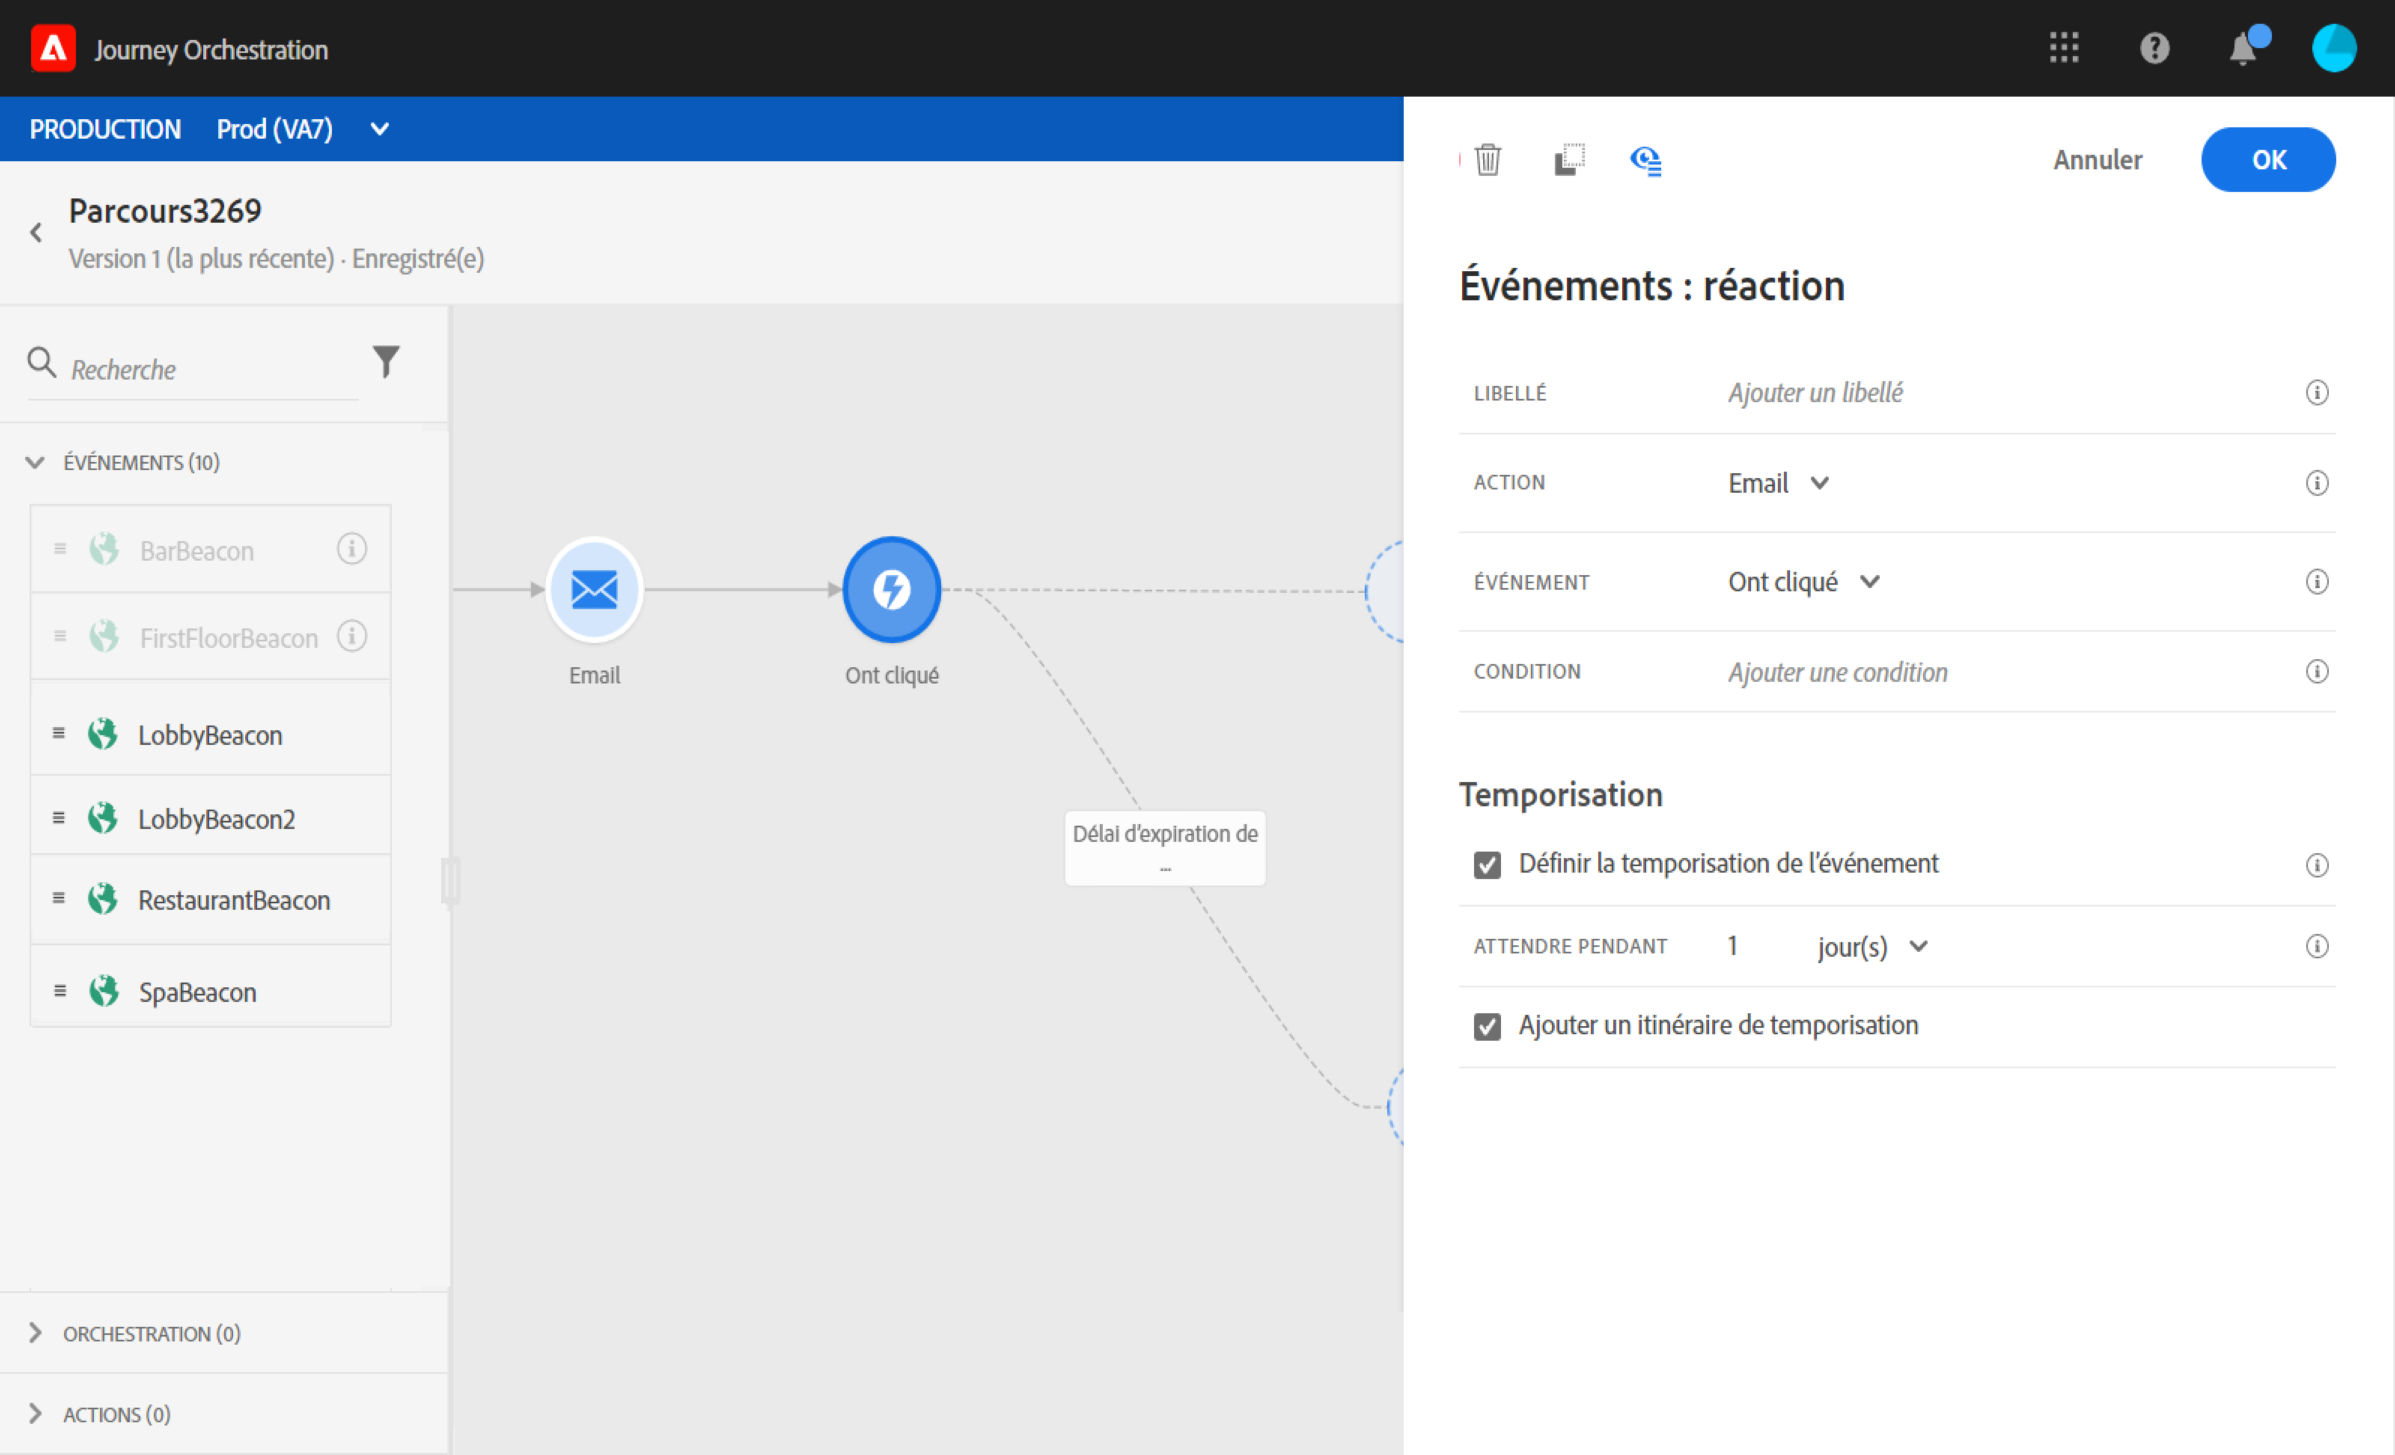 Journey Orchestration
PRODUCTION Prod (VA7)
Parcours3269
Version 1 (la plus récente) · Enregistré(e)
Recherche
ÉVÉNEMENTS (10)
BarBeacon
FirstFloorBeacon
LobbyBeacon
LobbyBeacon2
RestaurantBeacon
SpaBeacon
ORCHESTRATION (0)
ACTIONS (0)
Email
Ont cliqué
Délai d'expiration de
...
Annuler OK
Événements : réaction
LIBELLÉ Ajouter un libellé
ACTION Email
ÉVÉNEMENT Ont cliqué
CONDITION Ajouter une condition
Temporisation
Définir la temporisation de l'événement
ATTENDRE PENDANT 1 jour(s)
Ajouter un itinéraire de temporisation